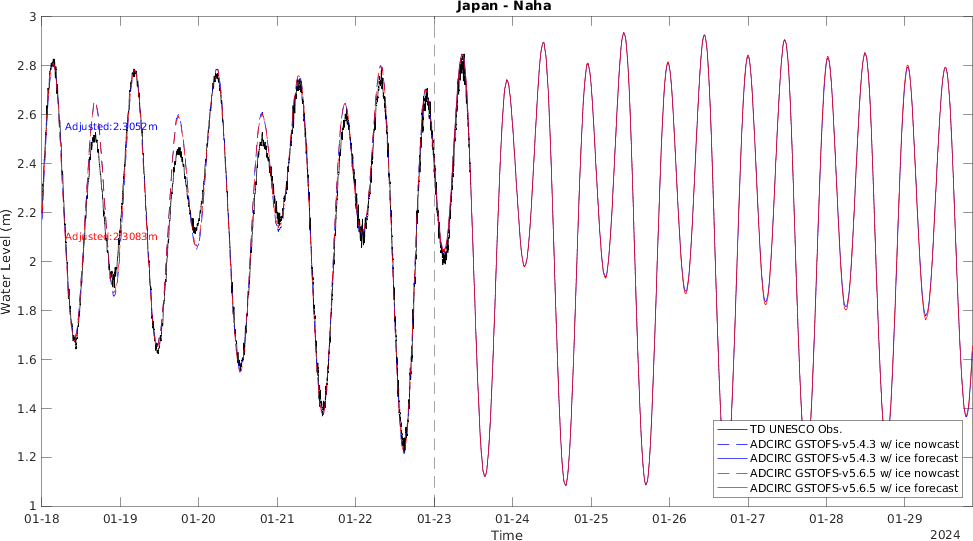 Japan - Naha
3
2.8
2.6
2.4
2.2
2
1.8
1.6
1.4
1.2
1
Water Level (m)
Adjusted:2.3052m
Adjusted:2.3083m
TD UNESCO Obs.
ADCIRC GSTOFS-v5.4.3 w/ ice nowcast
ADCIRC GSTOFS-v5.4.3 w/ ice forecast
ADCIRC GSTOFS-v5.6.5 w/ ice nowcast
ADCIRC GSTOFS-v5.6.5 w/ ice forecast
01-18 01-19 01-20 01-21 01-22 01-23 01-24 01-25 01-26 01-27 01-28 01-29
Time
2024